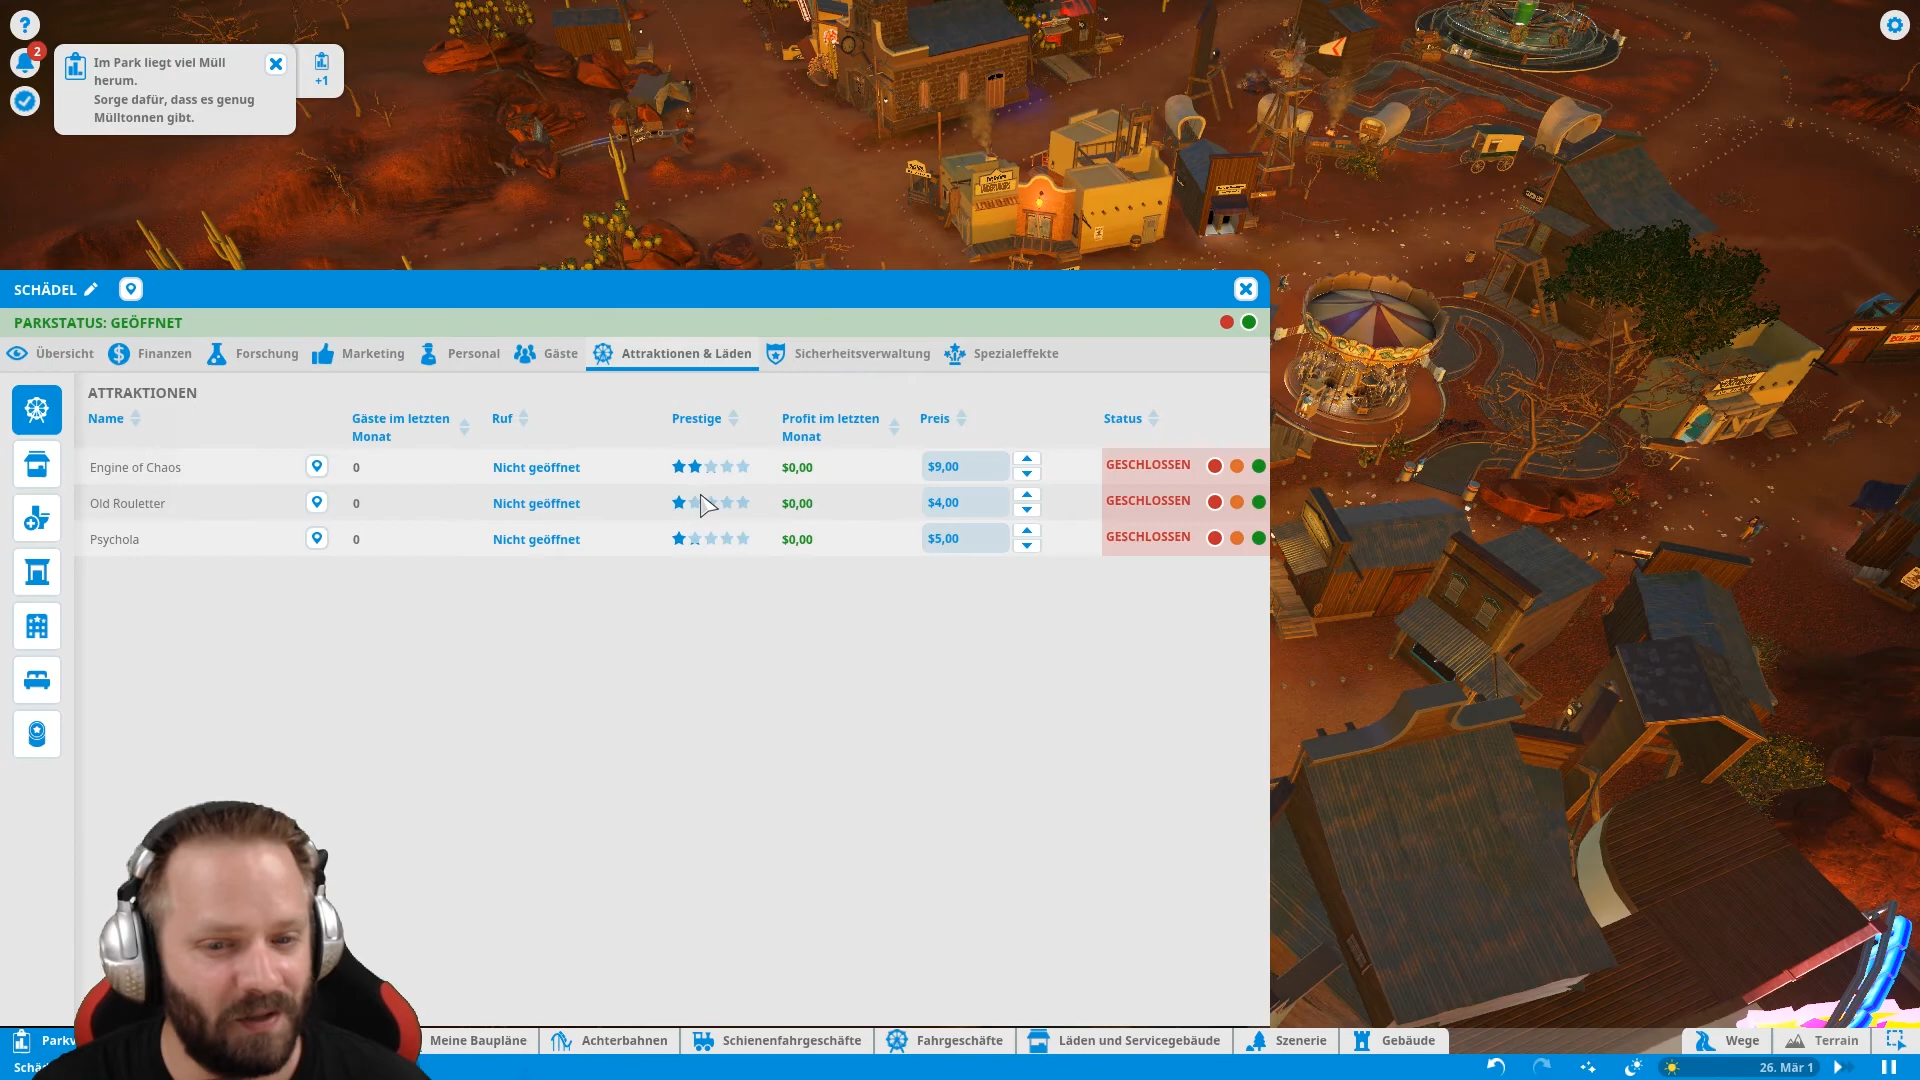 2
Im Park liegt viel Müll
herum.
Sorge dafür, dass es genug
Mülltonnen gibt.
+1
SCHÄDEL
PARKSTATUS: GEÖFFNET
Übersicht Finanzen Forschung Marketing Personal Gäste Attraktionen & Läden Sicherheitsverwaltung Spezialeffekte
ATTRAKTIONEN
Name Gäste im letzten Monat Ruf Prestige Profit im letzten Monat Preis Status
Engine of Chaos 0 Nicht geöffnet $0,00 $9,00 GESCHLOSSEN
Old Rouletter 0 Nicht geöffnet $0,00 $4,00 GESCHLOSSEN
Psychola 0 Nicht geöffnet $0,00 $5,00 GESCHLOSSEN
Parkv Meine Baupläne Achterbahnen Schienenfahrgeschäfte Fahrgeschäfte Läden und Servicegebäude Szenerie Gebäude Wege Terrain
Schäd 26. Mär 1